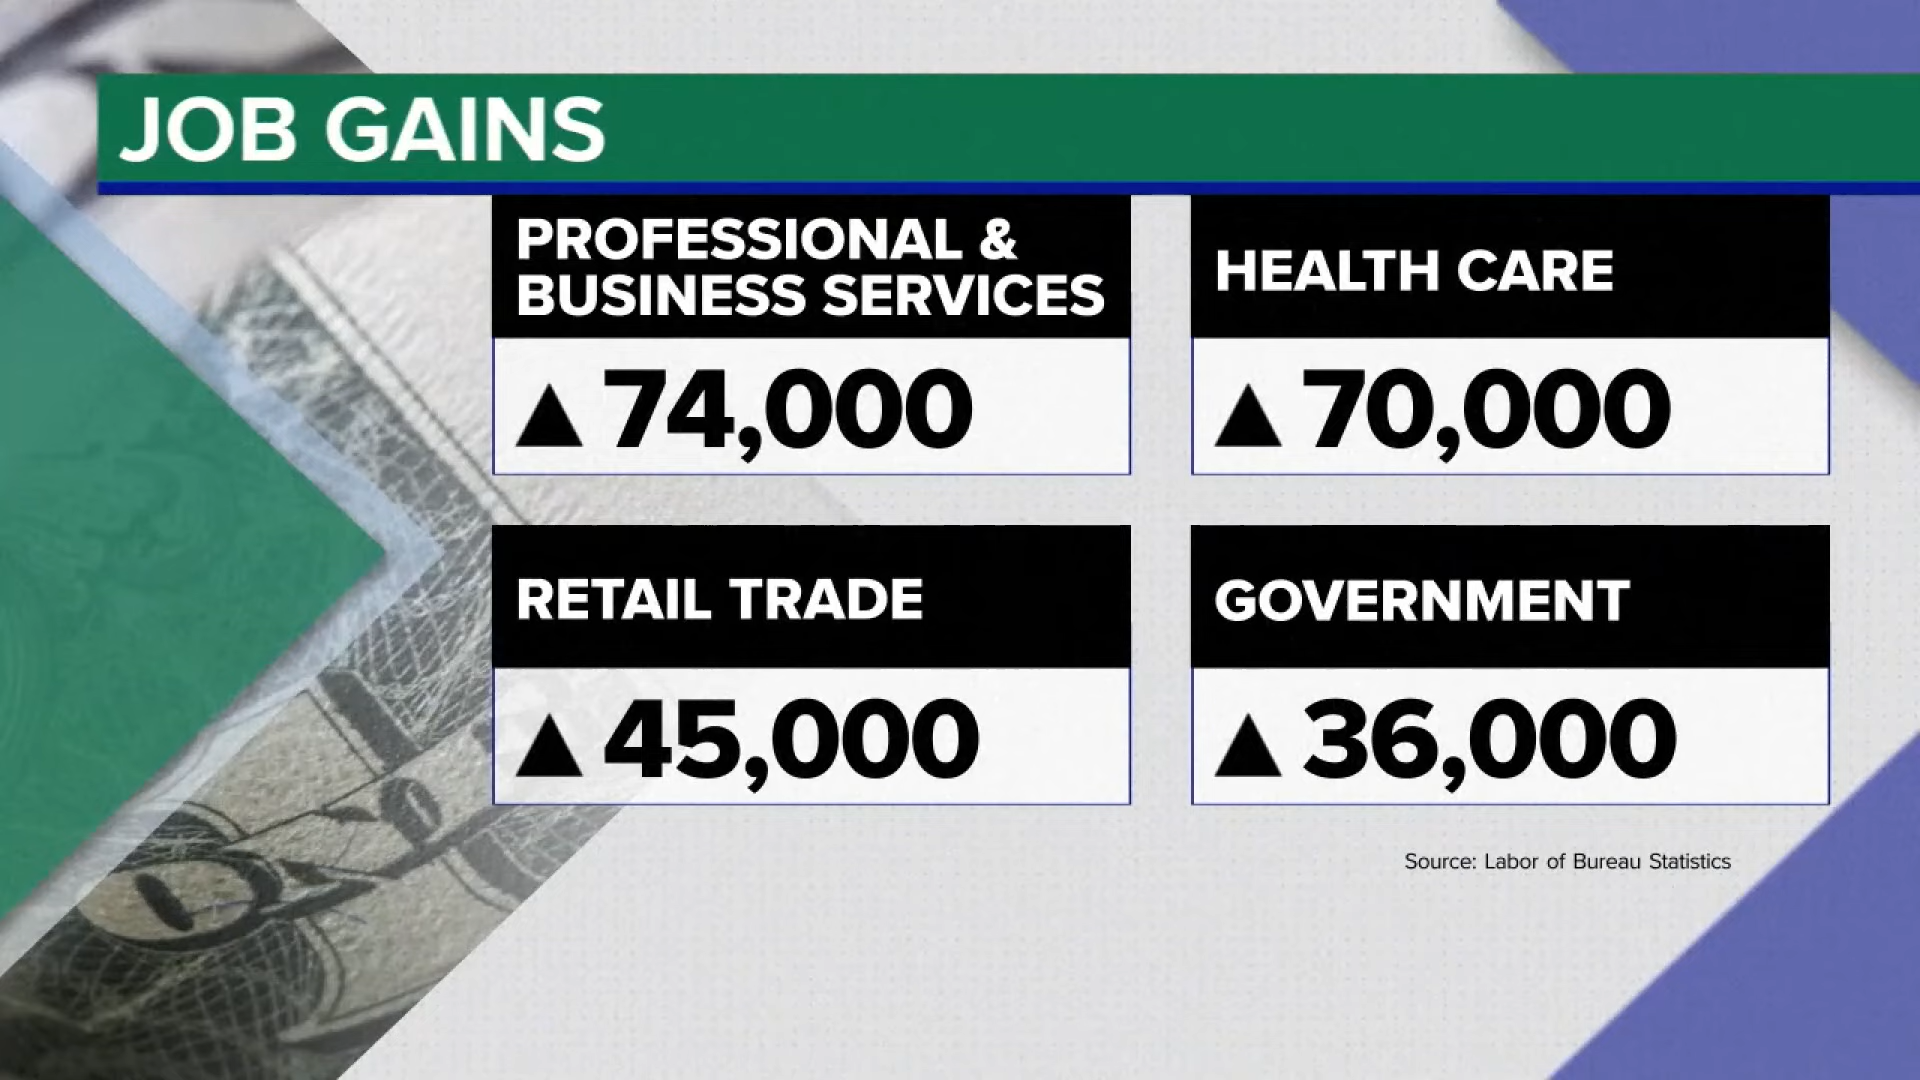 JOB GAINS
PROFESSIONAL &
BUSINESS SERVICES
▲ 74,000
HEALTH CARE
▲ 70,000
RETAIL TRADE
▲ 45,000
GOVERNMENT
▲ 36,000
Source: Labor of Bureau Statistics